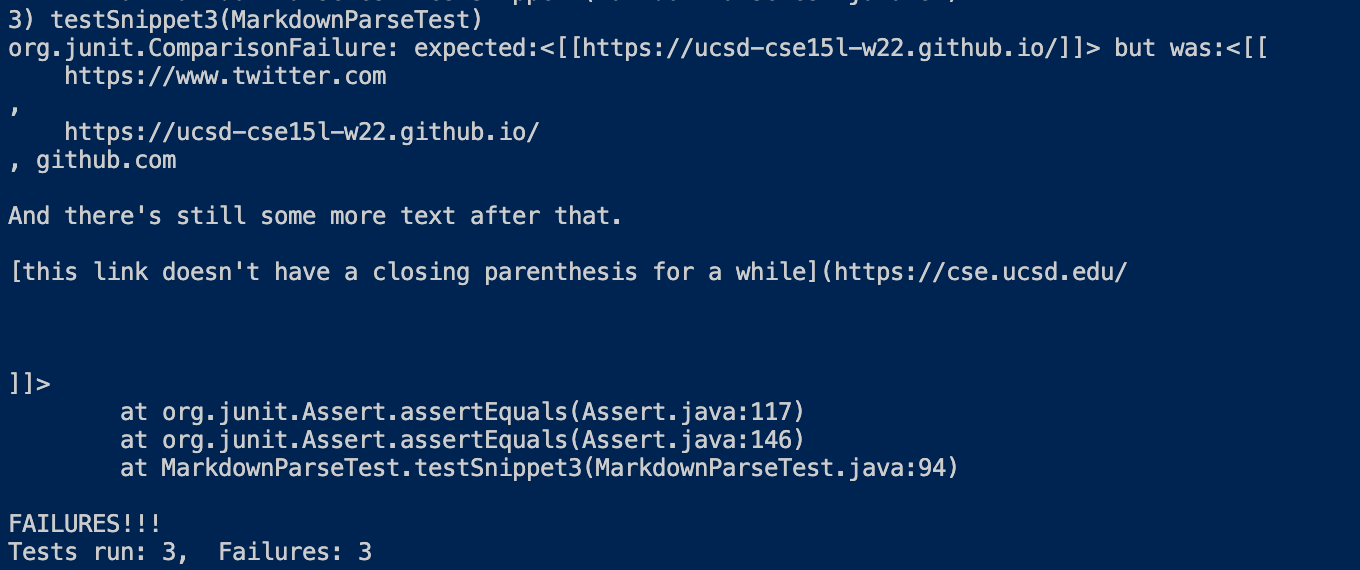 3) testSnippet3(MarkdownParseTest)
org.junit.ComparisonFailure: expected:<[[https://ucsd-cse15l-w22.github.io/]]> but was:<[[
    https://www.twitter.com
,
    https://ucsd-cse15l-w22.github.io/
, github.com

And there's still some more text after that.

[this link doesn't have a closing parenthesis for a while](https://cse.ucsd.edu/



]]>
        at org.junit.Assert.assertEquals(Assert.java:117)
        at org.junit.Assert.assertEquals(Assert.java:146)
        at MarkdownParseTest.testSnippet3(MarkdownParseTest.java:94)

FAILURES!!!
Tests run: 3,  Failures: 3